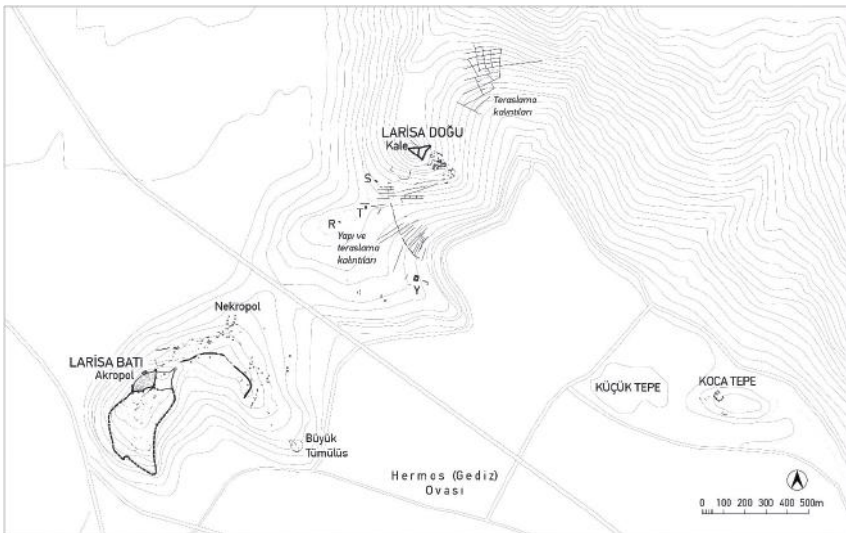 Teraslama
kalıntıları
LARİSA DOĞU
Kale
S
T
R
Yapı ve
teraslama
kalıntıları
Y
Nekropol
LARİSA BATI
Akropol
KÜÇÜK TEPE
KOCA TEPE
Büyük
Tümülüs
Hermos (Gediz)
Ovası
0 100 200 300 400 500m